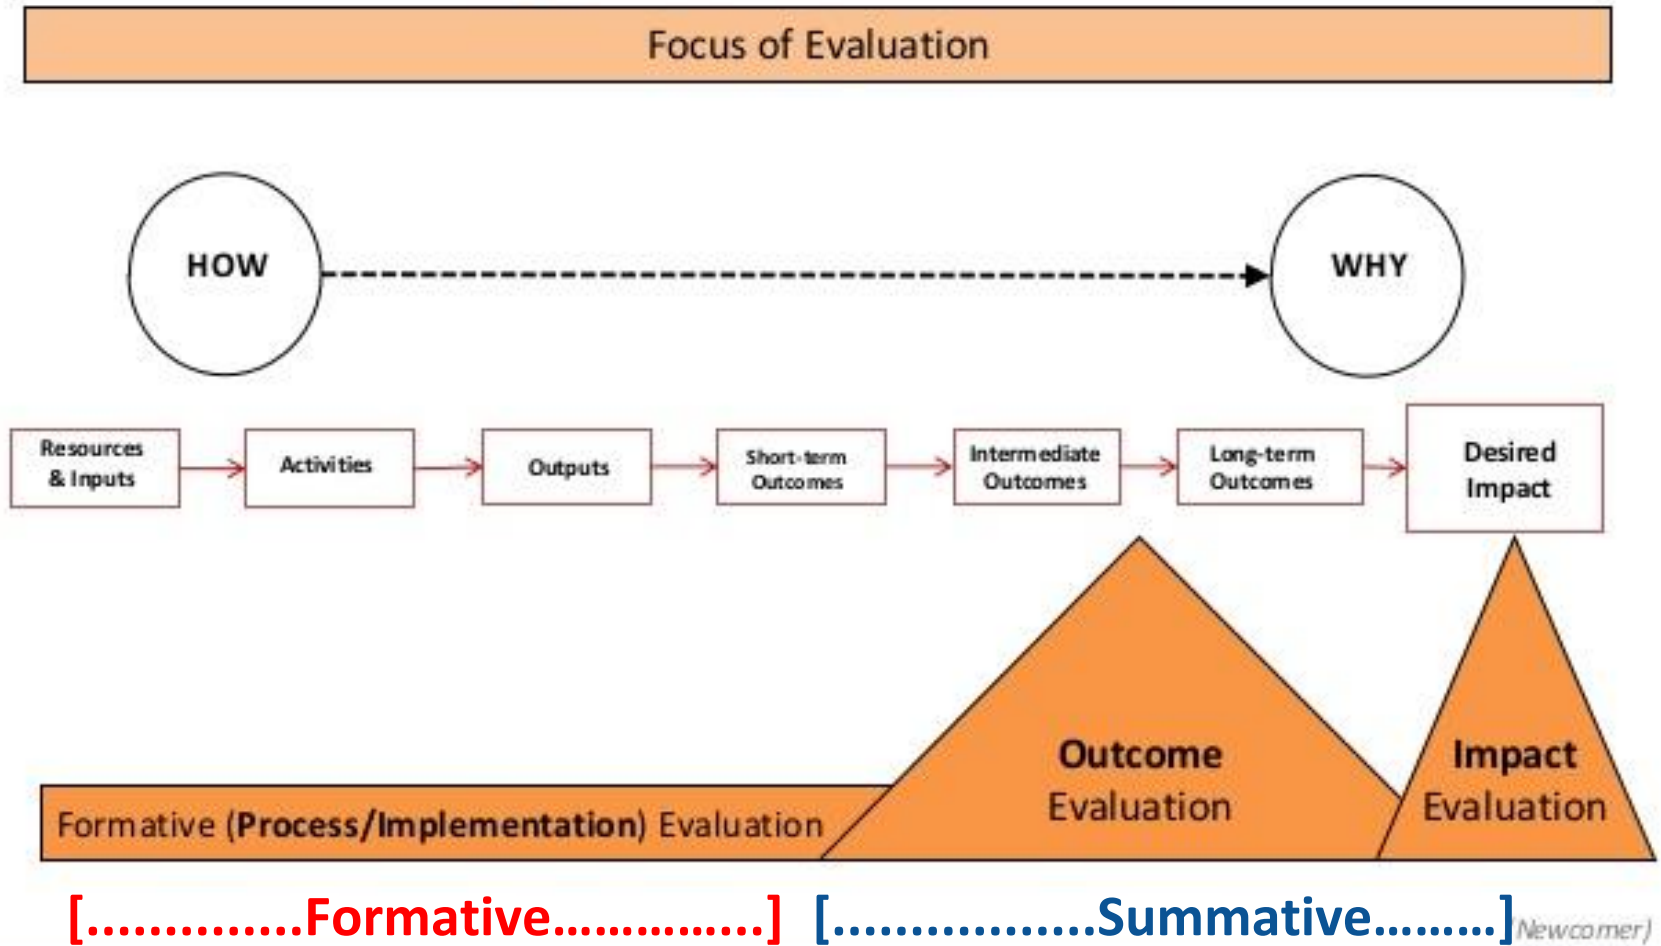 Focus of Evaluation
HOW
WHY
Resources
& Inputs
Activities
Outputs
Short-term
Outcomes
Intermediate
Outcomes
Long-term
Outcomes
Desired
Impact
Outcome
Evaluation
Impact
Evaluation
Formative (Process/Implementation) Evaluation
[..............Formative................]
[.................Summative.........]
(Newcomer)